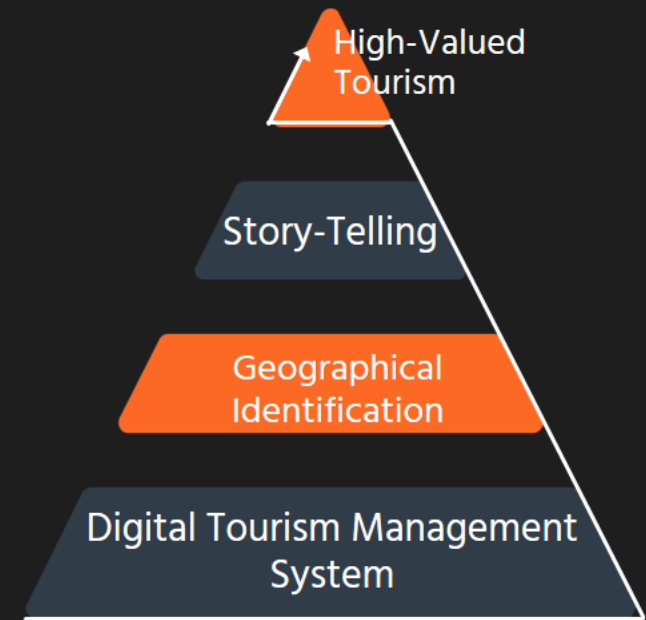 High-Valued
Tourism
Story-Telling
Geographical
Identification
Digital Tourism Management
System